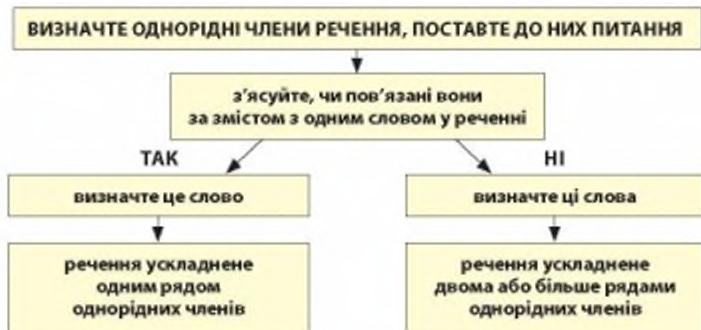 ВИЗНАЧТЕ ОДНОРІДНІ ЧЛЕНИ РЕЧЕННЯ, ПОСТАВТЕ ДО НИХ ПИТАННЯ
з’ясуйте, чи пов’язані вони
за змістом з одним словом у реченні
ТАК
НІ
визначте це слово
визначте ці слова
речення ускладнене
одним рядом
однорідних членів
речення ускладнене
двома або більше рядами
однорідних членів